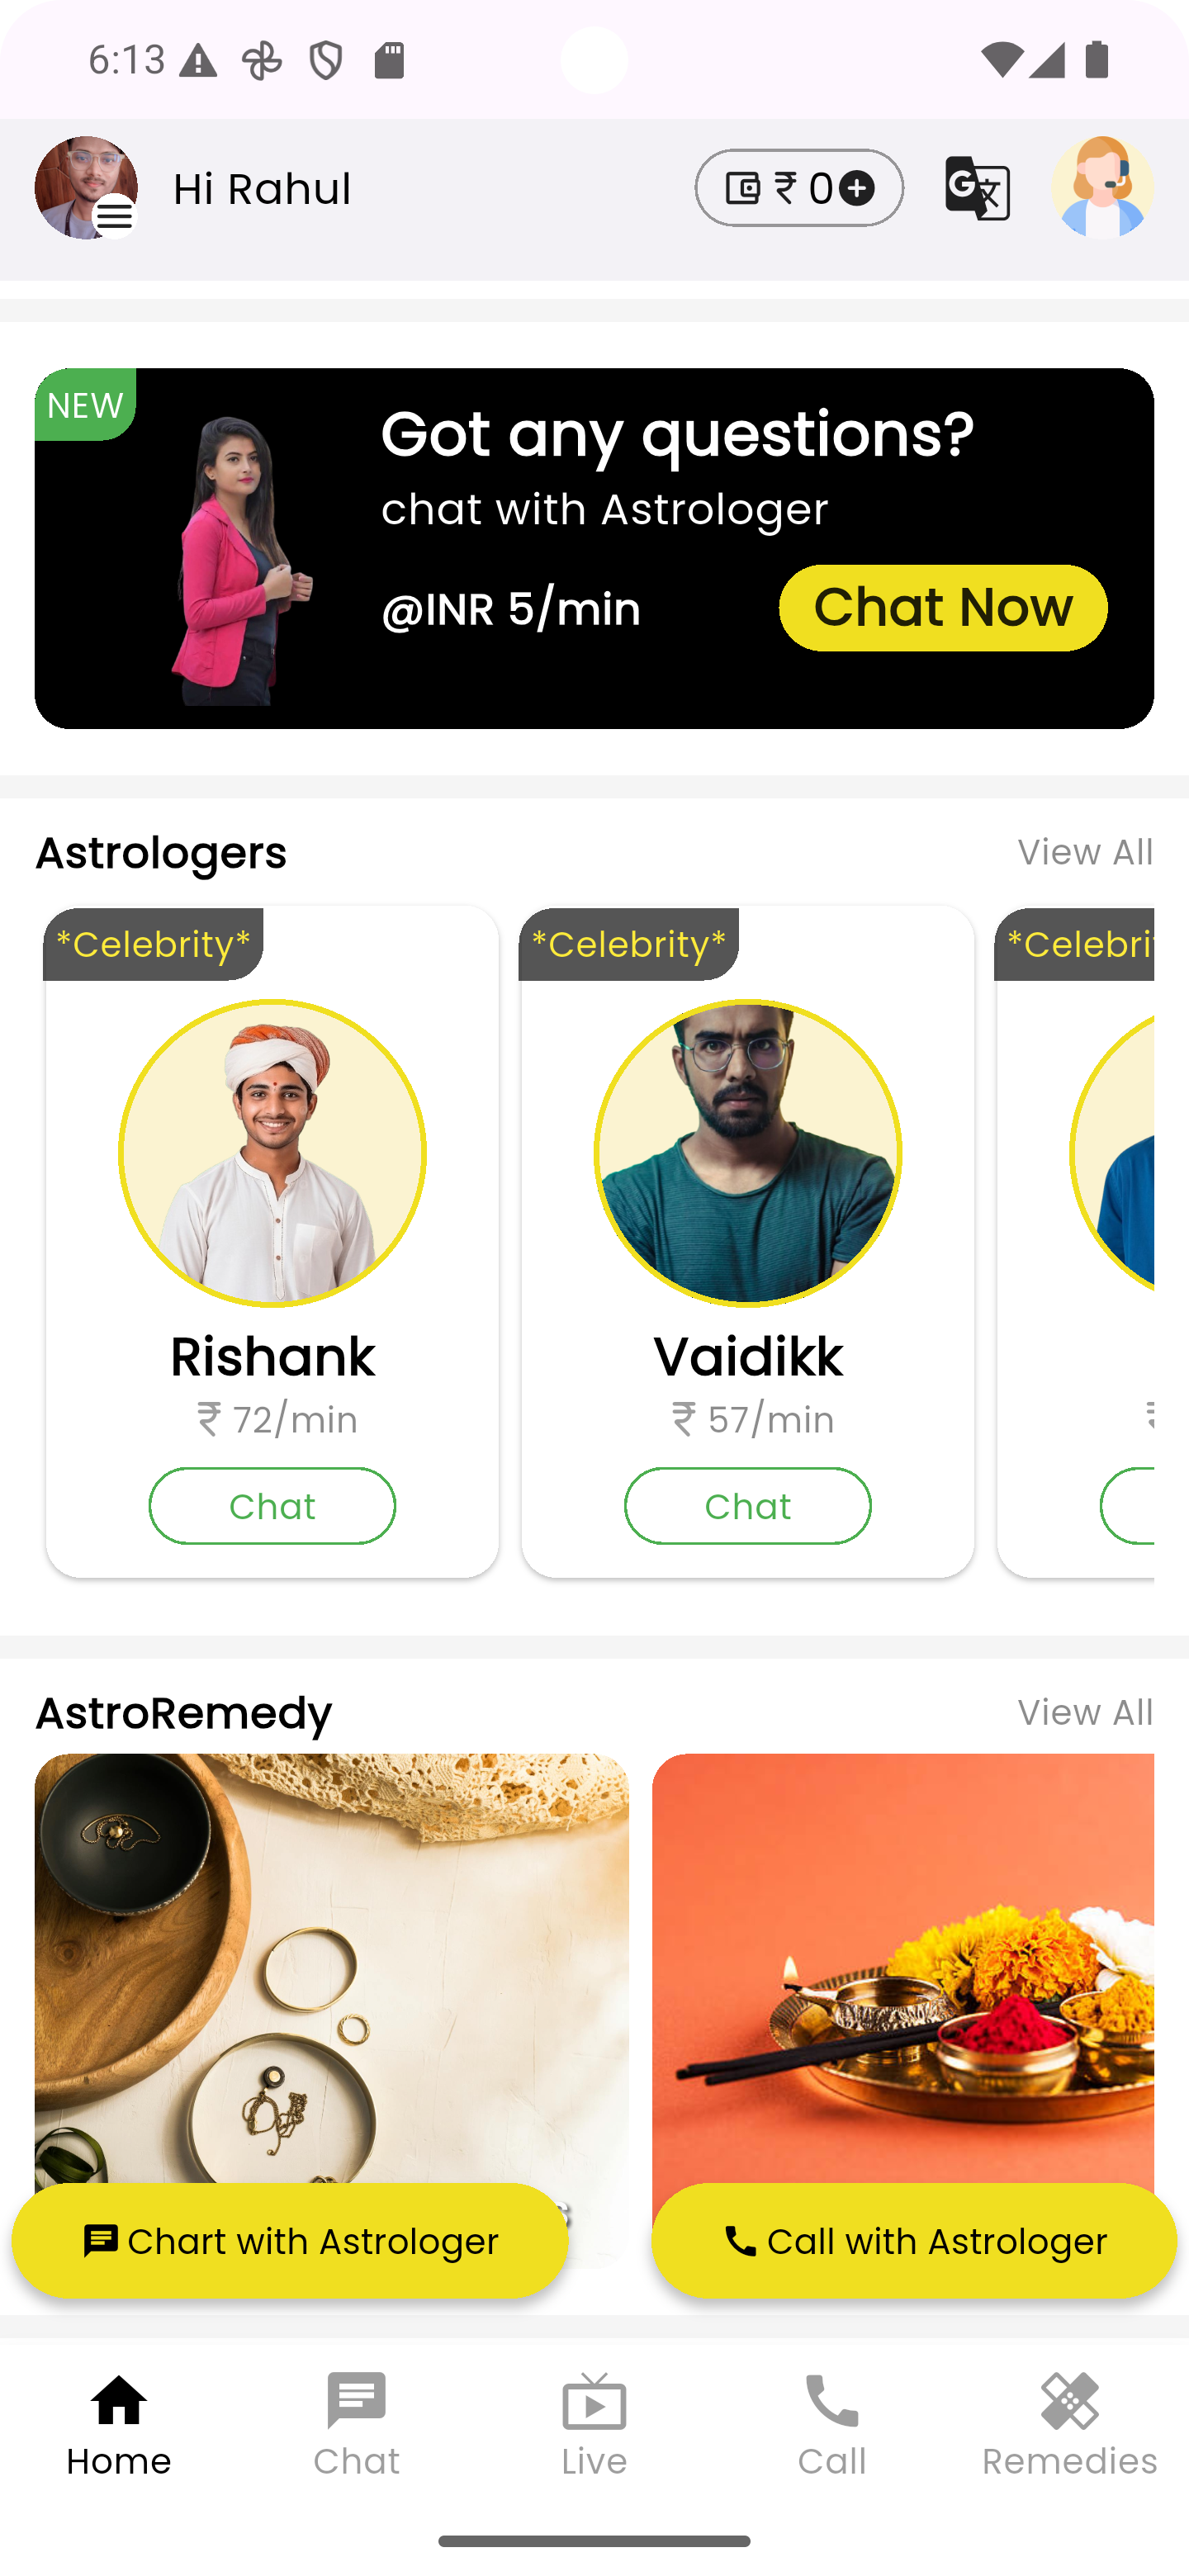 6:13
Hi Rahul
₹ 0
NEW
Got any questions?
chat with Astrologer
@INR 5/min
Chat Now
Astrologers
View All
*Celebrity*
*Celebrity*
*Celebri
Rishank
Vaidikk
₹ 72/min
₹ 57/min
Chat
Chat
AstroRemedy
View All
Chart with Astrologer
Call with Astrologer
Home
Chat
Live
Call
Remedies